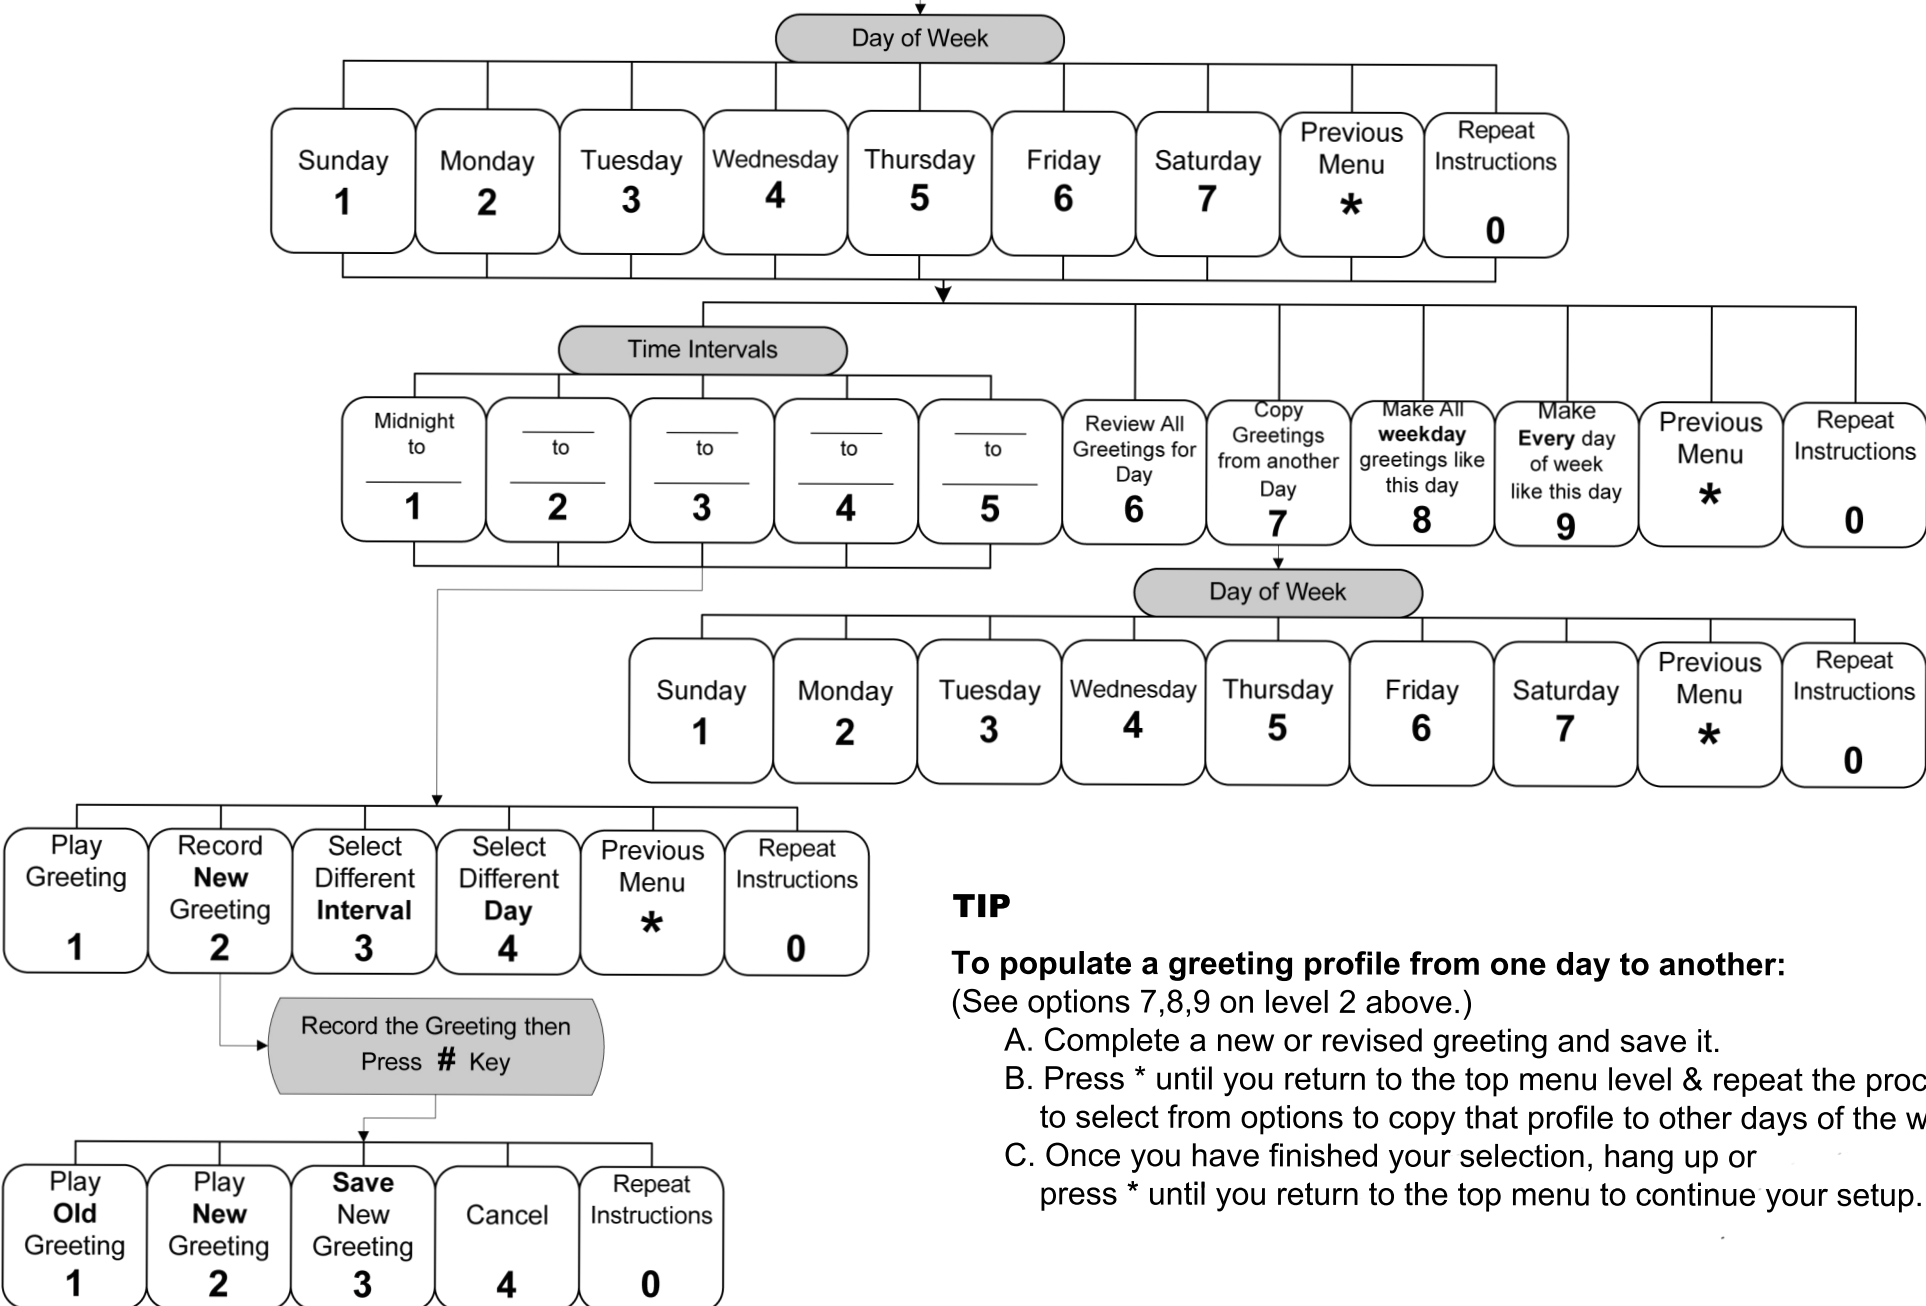 Day of Week
Sunday
1
Monday
2
Tuesday
3
Wednesday
4
Thursday
5
Friday
6
Saturday
7
Previous
Menu
*
Repeat
Instructions
0
Time Intervals
Midnight
to
1
to
2
to
3
to
4
to
5
Review All
Greetings for
Day
6
Copy
Greetings
from another
Day
7
Make All
weekday
greetings like
this day
8
Make
Every day
of week
like this day
9
Previous
Menu
*
Repeat
Instructions
0
Day of Week
Sunday
1
Monday
2
Tuesday
3
Wednesday
4
Thursday
5
Friday
6
Saturday
7
Previous
Menu
*
Repeat
Instructions
0
Play
Greeting
1
Record
New
Greeting
2
Select
Different
Interval
3
Select
Different
Day
4
Previous
Menu
*
Repeat
Instructions
0
Record the Greeting then
Press # Key
Play
Old
Greeting
1
Play
New
Greeting
2
Save
New
Greeting
3
Cancel
4
Repeat
Instructions
0
TIP
To populate a greeting profile from one day to another:
(See options 7,8,9 on level 2 above.)
A. Complete a new or revised greeting and save it.
B. Press * until you return to the top menu level & repeat the
to select from options to copy that profile to other days of the
C. Once you have finished your selection, hang up or
press * until you return to the top menu to continue your setup.